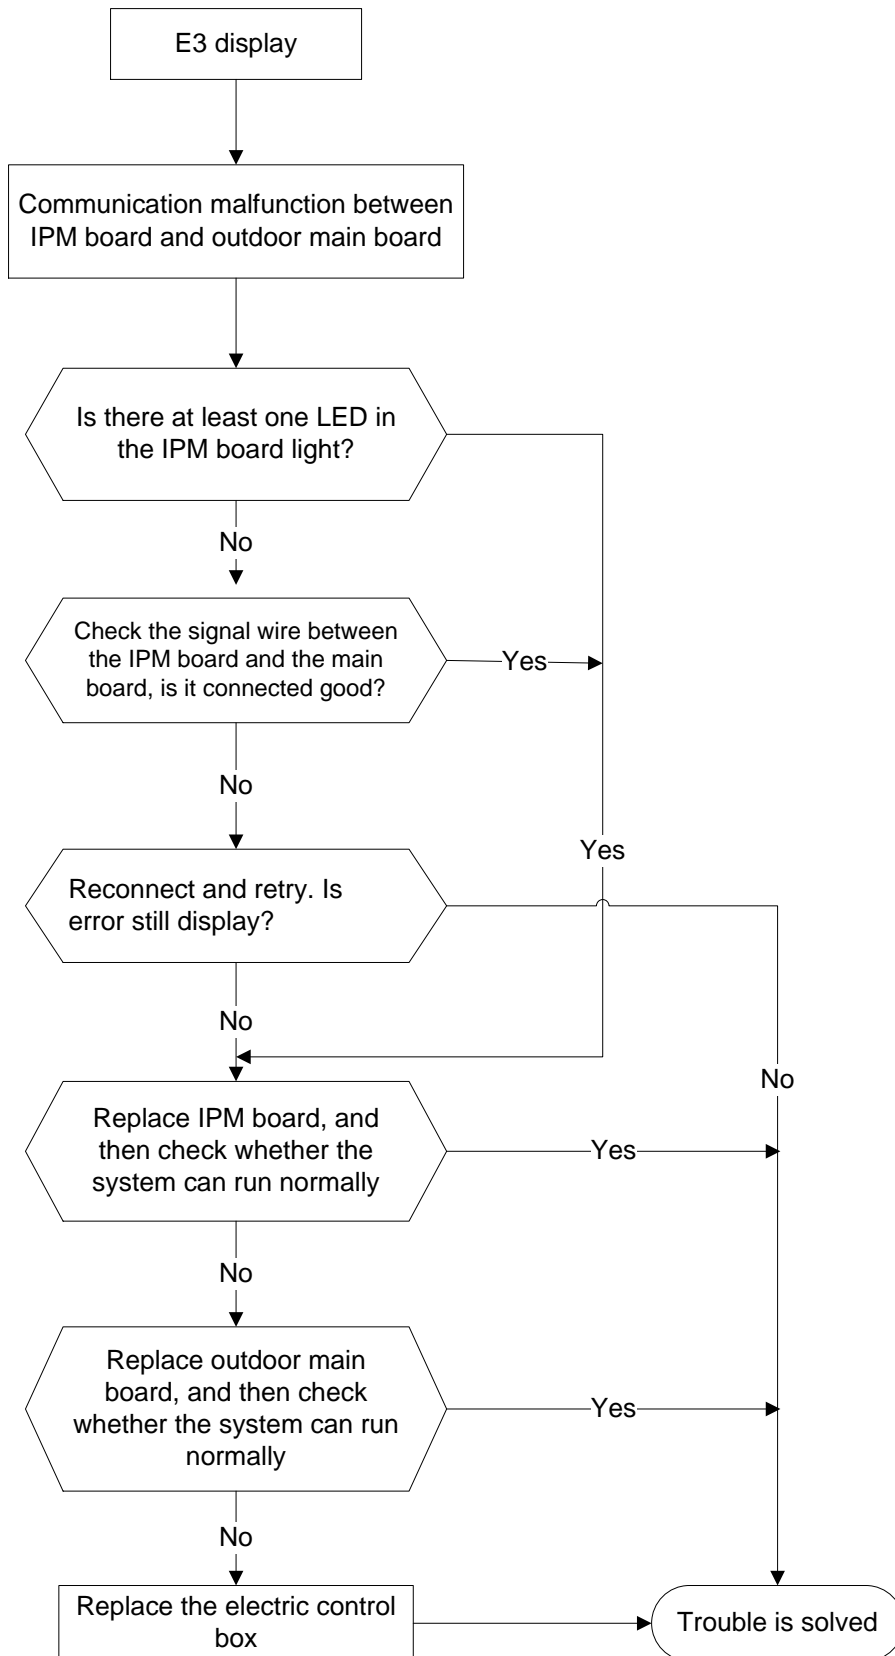 E3 display
Communication malfunction between
IPM board and outdoor main board
Is there at least one LED in
the IPM board light?
No
Check the signal wire between
the IPM board and the main
board, is it connected good?
Yes
No
Yes
Reconnect and retry. Is
error still display?
No
No
Replace IPM board, and
then check whether the
system can run normally
Yes
No
Replace outdoor main
board, and then check
whether the system can run
normally
Yes
No
Replace the electric control
box
Trouble is solved